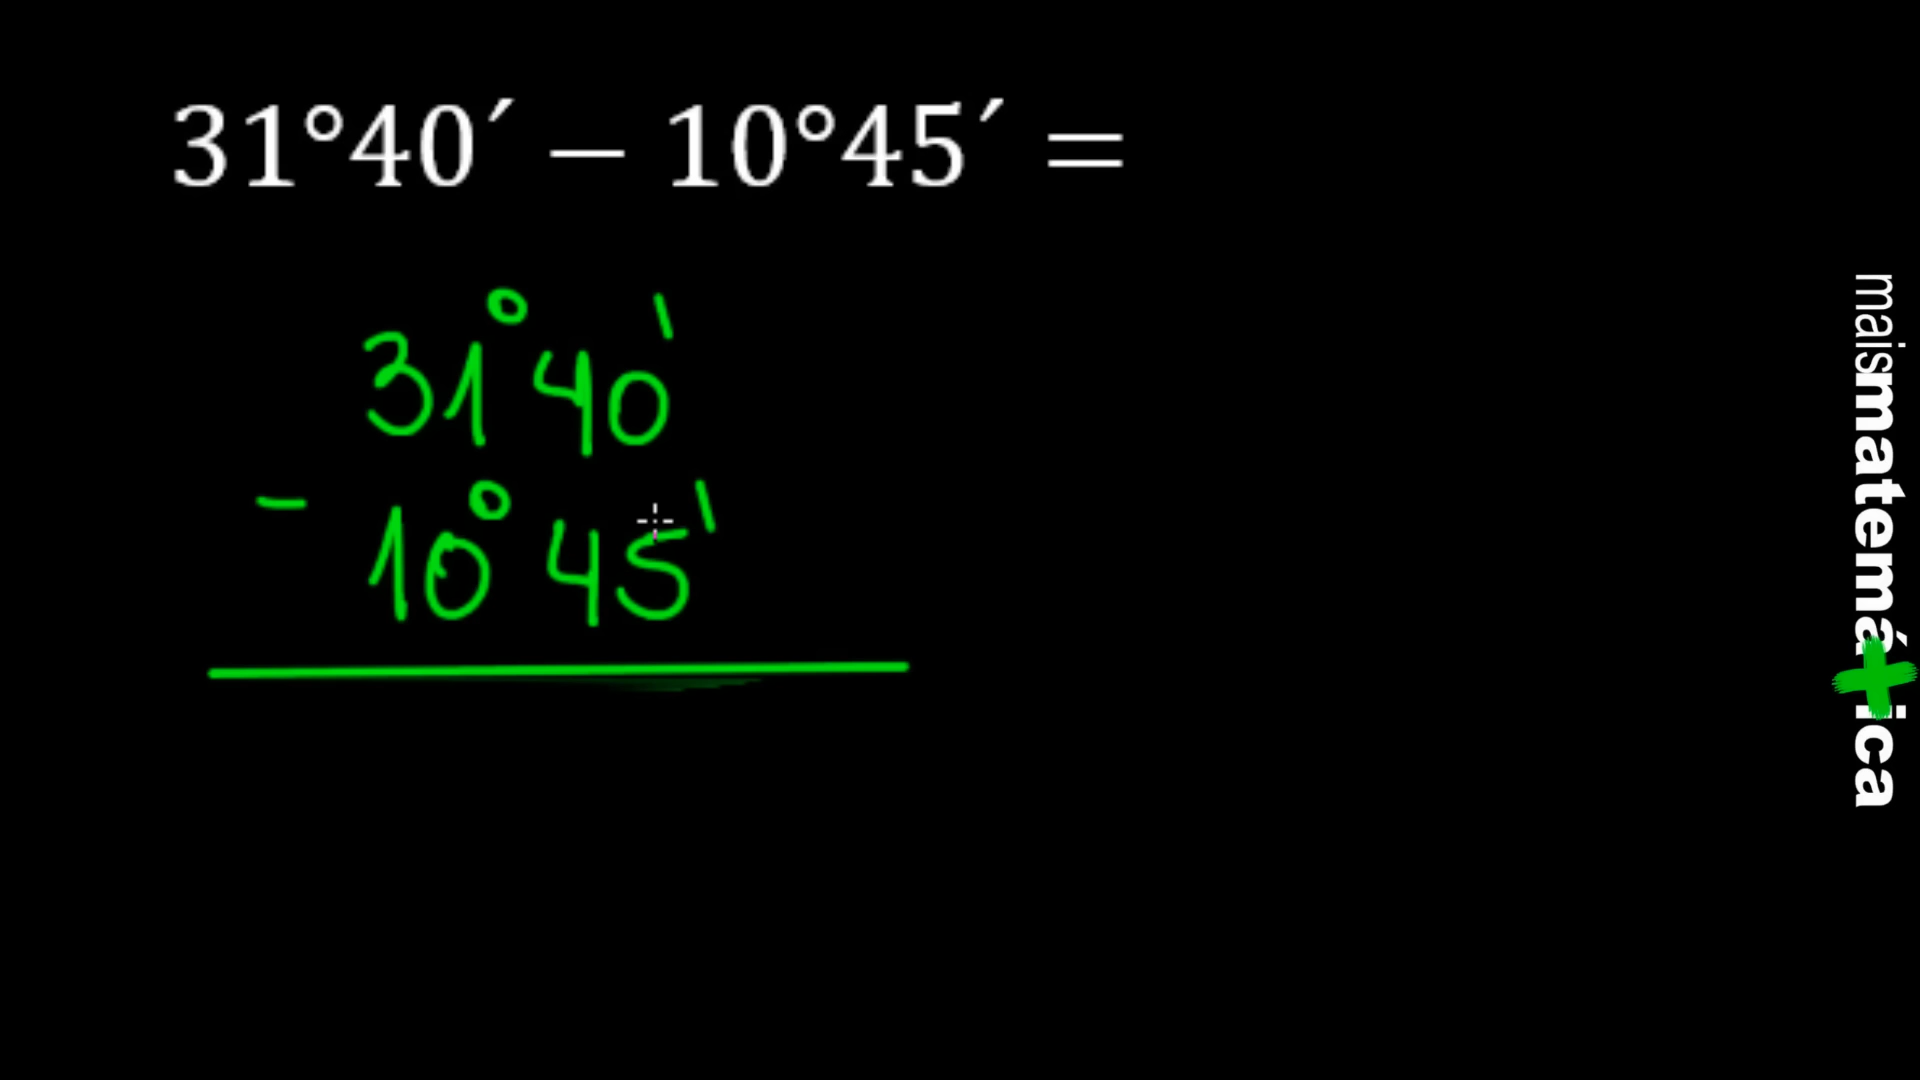 31°40′ − 10°45′ =
31°40'
- 10°45'
maismatemática